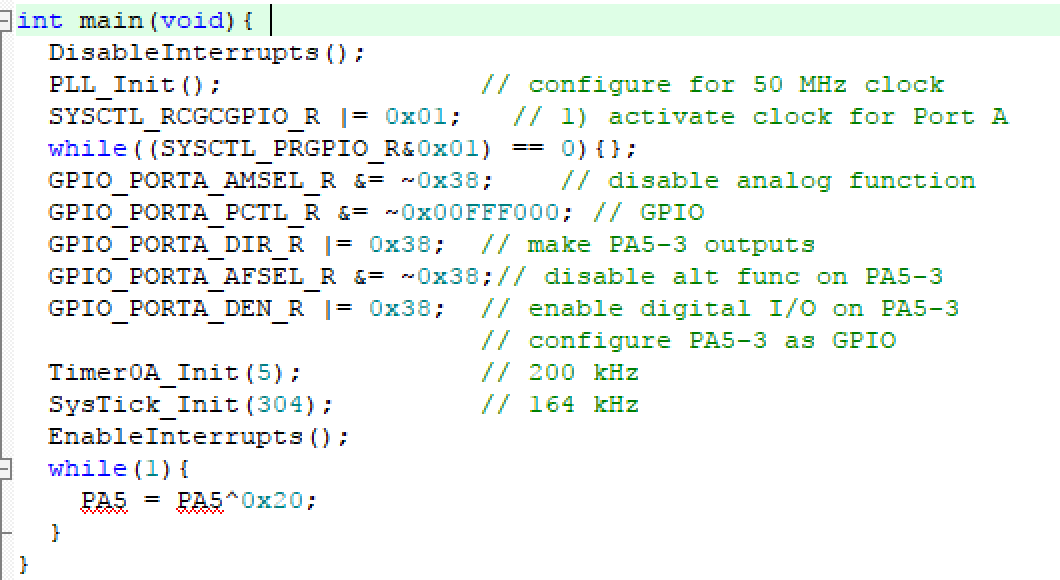 int main(void){
DisableInterrupts();
PLL_Init(); // configure for 50 MHz clock
SYSCTL_RCGCGPIO_R |= 0x01; // 1) activate clock for Port A
while((SYSCTL_PRGPIO_R&0x01) == 0){};
GPIO_PORTA_AMSEL_R &= ~0x38; // disable analog function
GPIO_PORTA_PCTL_R &= ~0x00FFF000; // GPIO
GPIO_PORTA_DIR_R |= 0x38; // make PA5-3 outputs
GPIO_PORTA_AFSEL_R &= ~0x38;// disable alt func on PA5-3
GPIO_PORTA_DEN_R |= 0x38; // enable digital I/O on PA5-3
// configure PA5-3 as GPIO
Timer0A_Init(5); // 200 kHz
SysTick_Init(304); // 164 kHz
EnableInterrupts();
while(1){
PA5 = PA5^0x20;
}
}